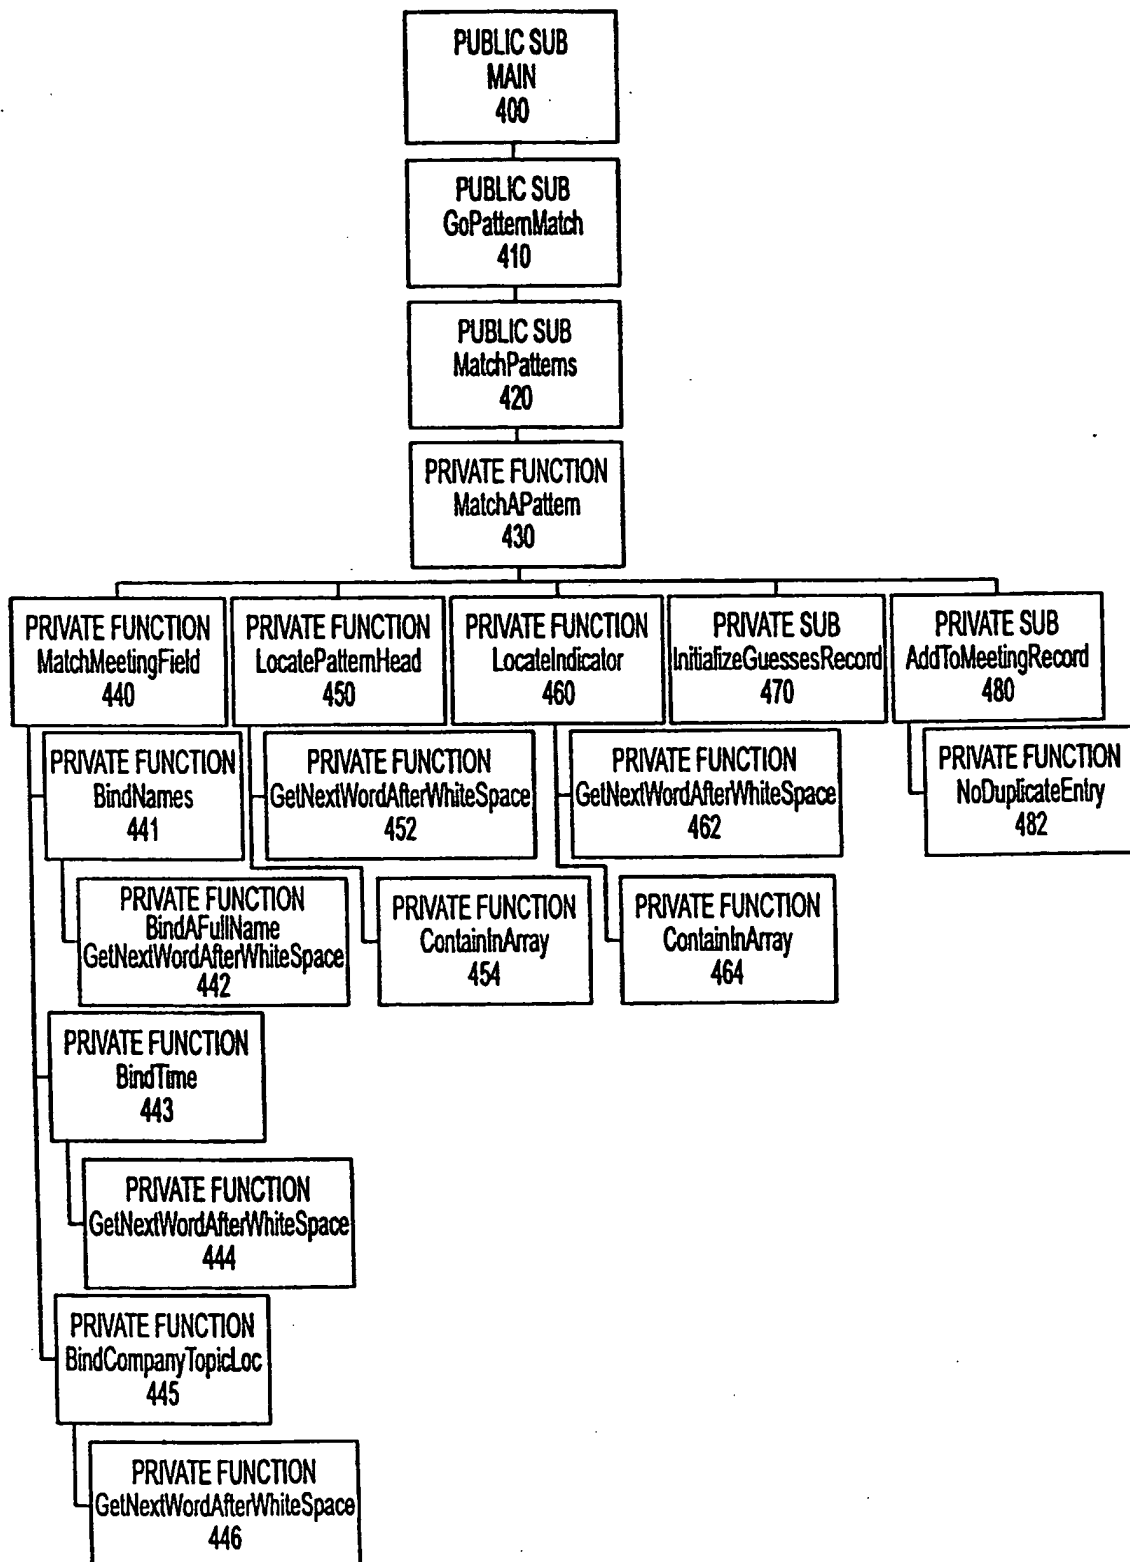 PUBLIC SUB
MAIN
400
PUBLIC SUB
GoPatternMatch
410
PUBLIC SUB
MatchPatterns
420
PRIVATE FUNCTION
MatchAPattern
430
PRIVATE FUNCTION
MatchMeetingField
440
PRIVATE FUNCTION
LocatePatternHead
450
PRIVATE FUNCTION
LocateIndicator
460
PRIVATE SUB
InitializeGuessesRecord
470
PRIVATE SUB
AddToMeetingRecord
480
PRIVATE FUNCTION
BindNames
441
PRIVATE FUNCTION
GetNextWordAfterWhiteSpace
452
PRIVATE FUNCTION
GetNextWordAfterWhiteSpace
462
PRIVATE FUNCTION
NoDuplicateEntry
482
PRIVATE FUNCTION
BindAFullName
GetNextWordAfterWhiteSpace
442
PRIVATE FUNCTION
ContainInArray
454
PRIVATE FUNCTION
ContainInArray
464
PRIVATE FUNCTION
BindTime
443
PRIVATE FUNCTION
GetNextWordAfterWhiteSpace
444
PRIVATE FUNCTION
BindCompanyTopicLoc
445
PRIVATE FUNCTION
GetNextWordAfterWhiteSpace
446